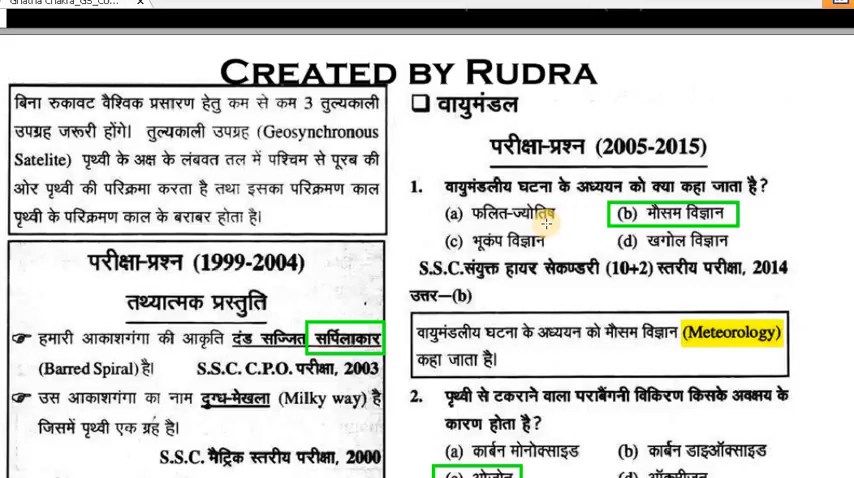 Ghatna Chakra_GS_Co...
CREATED BY RUDRA
बिना रुकावट वैश्विक प्रसारण हेतु कम से कम 3 तुल्यकाली
उपग्रह जरूरी होंगे। तुल्यकाली उपग्रह (Geosynchronous
Satelite) पृथ्वी के अक्ष के लंबवत तल में पश्चिम से पूरब की
ओर पृथ्वी की परिक्रमा करता है तथा इसका परिक्रमण काल
पृथ्वी के परिक्रमण काल के बराबर होता है।
परीक्षा-प्रश्न (1999-2004)
तथ्यात्मक प्रस्तुति
हमारी आकाशगंगा की आकृति दंड सज्जित सर्पिलाकार
(Barred Spiral) है। S.S.C. C.P.O. परीक्षा, 2003
उस आकाशगंगा का नाम दुग्ध-मेखला (Milky way) है
जिसमें पृथ्वी एक ग्रह है।
S.S.C. मैट्रिक स्तरीय परीक्षा, 2000
वायुमंडल
परीक्षा-प्रश्न (2005-2015)
1. वायुमंडलीय घटना के अध्ययन को क्या कहा जाता है?
(a) फलित-ज्योतिष (b) मौसम विज्ञान
(c) भूकंप विज्ञान (d) खगोल विज्ञान
S.S.C.संयुक्त हायर सेकण्डरी (10+2) स्तरीय परीक्षा, 2014
उत्तर–(b)
वायुमंडलीय घटना के अध्ययन को मौसम विज्ञान (Meteorology)
कहा जाता है।
2. पृथ्वी से टकराने वाला पराबैंगनी विकिरण किसके अवक्षय के
कारण होता है?
(a) कार्बन मोनोक्साइड (b) कार्बन डाइऑक्साइड
(c) ओजोन (d) ऑक्सीजन